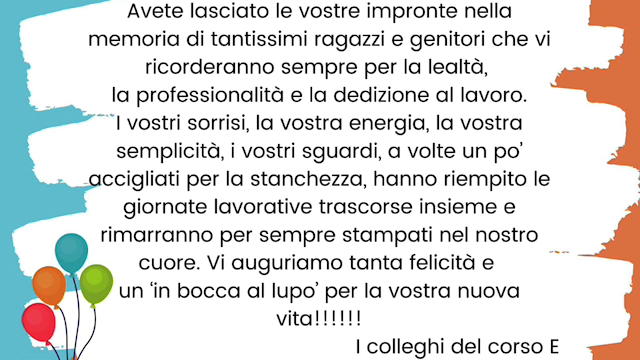 Avete lasciato le vostre impronte nella
memoria di tantissimi ragazzi e genitori che vi
ricorderanno sempre per la lealtà,
la professionalità e la dedizione al lavoro.
I vostri sorrisi, la vostra energia, la vostra
semplicità, i vostri sguardi, a volte un po’
accigliati per la stanchezza, hanno riempito le
giornate lavorative trascorse insieme e
rimarranno per sempre stampati nel nostro
cuore. Vi auguriamo tanta felicità e
un ‘in bocca al lupo’ per la vostra nuova
vita!!!!!!
I colleghi del corso E